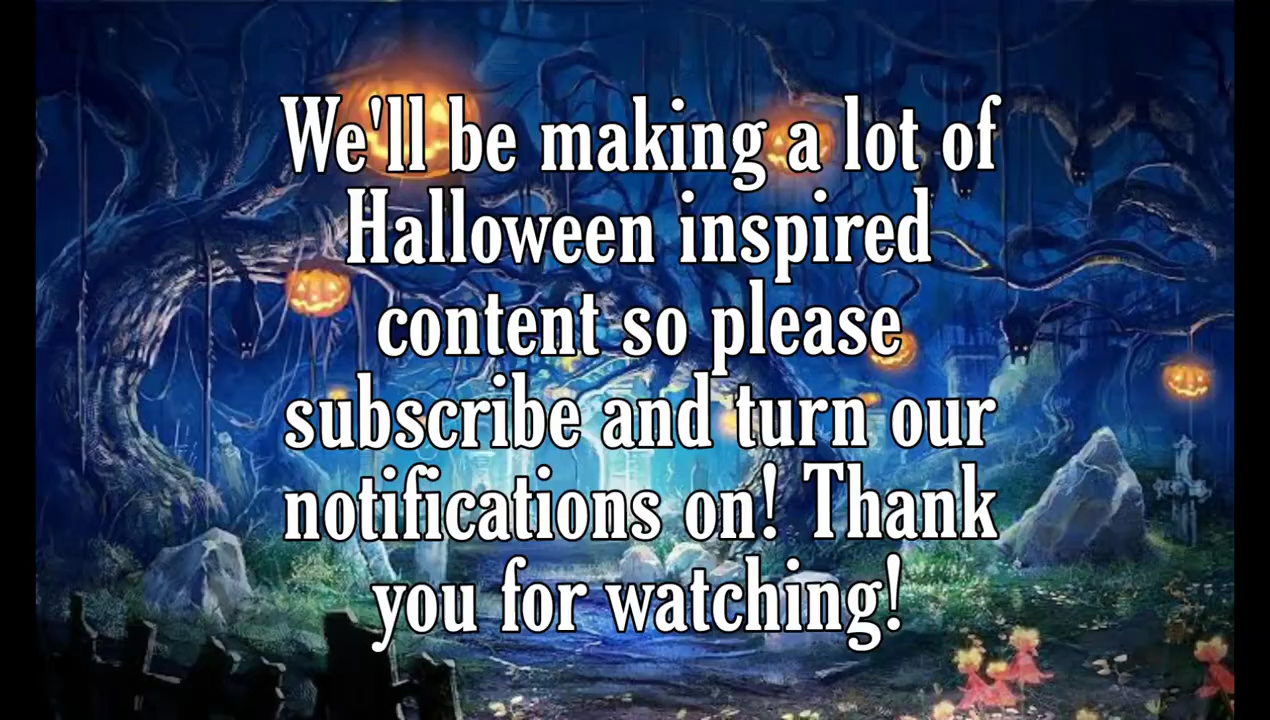 We'll be making a lot of
Halloween inspired
content so please
subscribe and turn our
notifications on! Thank
you for watching!